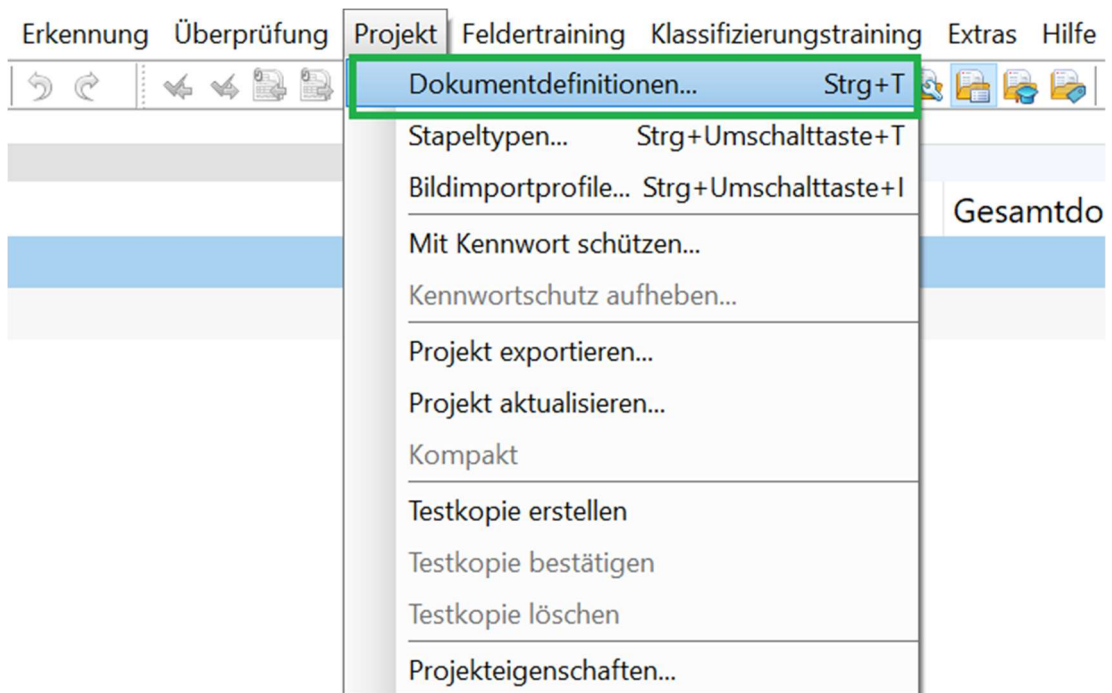 Erkennung Überprüfung Projekt Feldertraining Klassifizierungstraining Extras Hilfe
Dokumentdefinitionen... Strg+T
Stapeltypen... Strg+Umschalttaste+T
Bildimportprofile... Strg+Umschalttaste+I
Gesamtdo
Mit Kennwort schützen...
Kennwortschutz aufheben...
Projekt exportieren...
Projekt aktualisieren...
Kompakt
Testkopie erstellen
Testkopie bestätigen
Testkopie löschen
Projekteigenschaften...